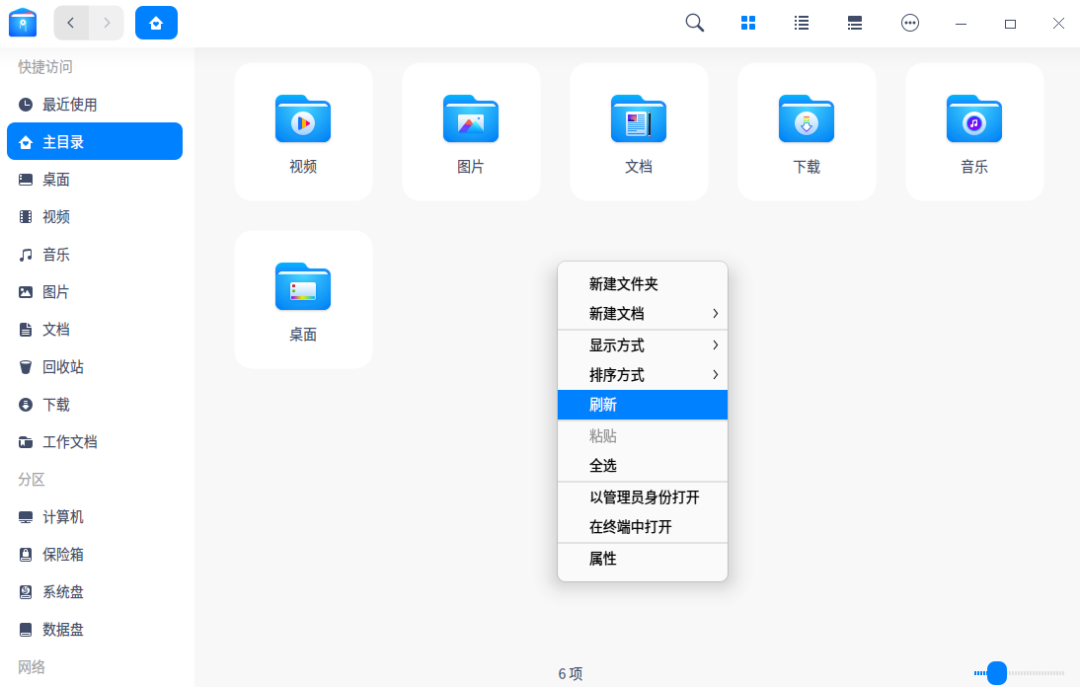 快捷访问
最近使用
主目录
桌面
视频
音乐
图片
文档
回收站
下载
工作文档
分区
计算机
保险箱
系统盘
数据盘
网络
视频
图片
文档
下载
音乐
桌面
新建文件夹
新建文档
显示方式
排序方式
刷新
粘贴
全选
以管理员身份打开
在终端中打开
属性
6 项